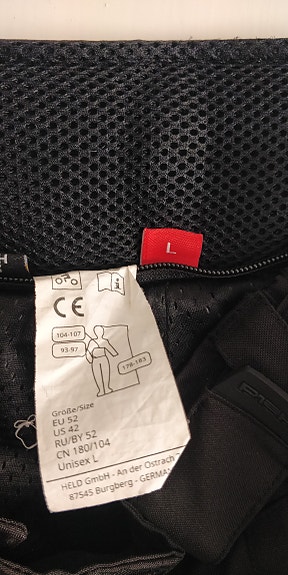 H
L
CE
104-107
93-97
178-183
Größe/Size
EU 52
US 42
RU/BY 52
CN 180/104
Unisex L
HELD GmbH - An der Ostrach -
87545 Burgberg - GERMA